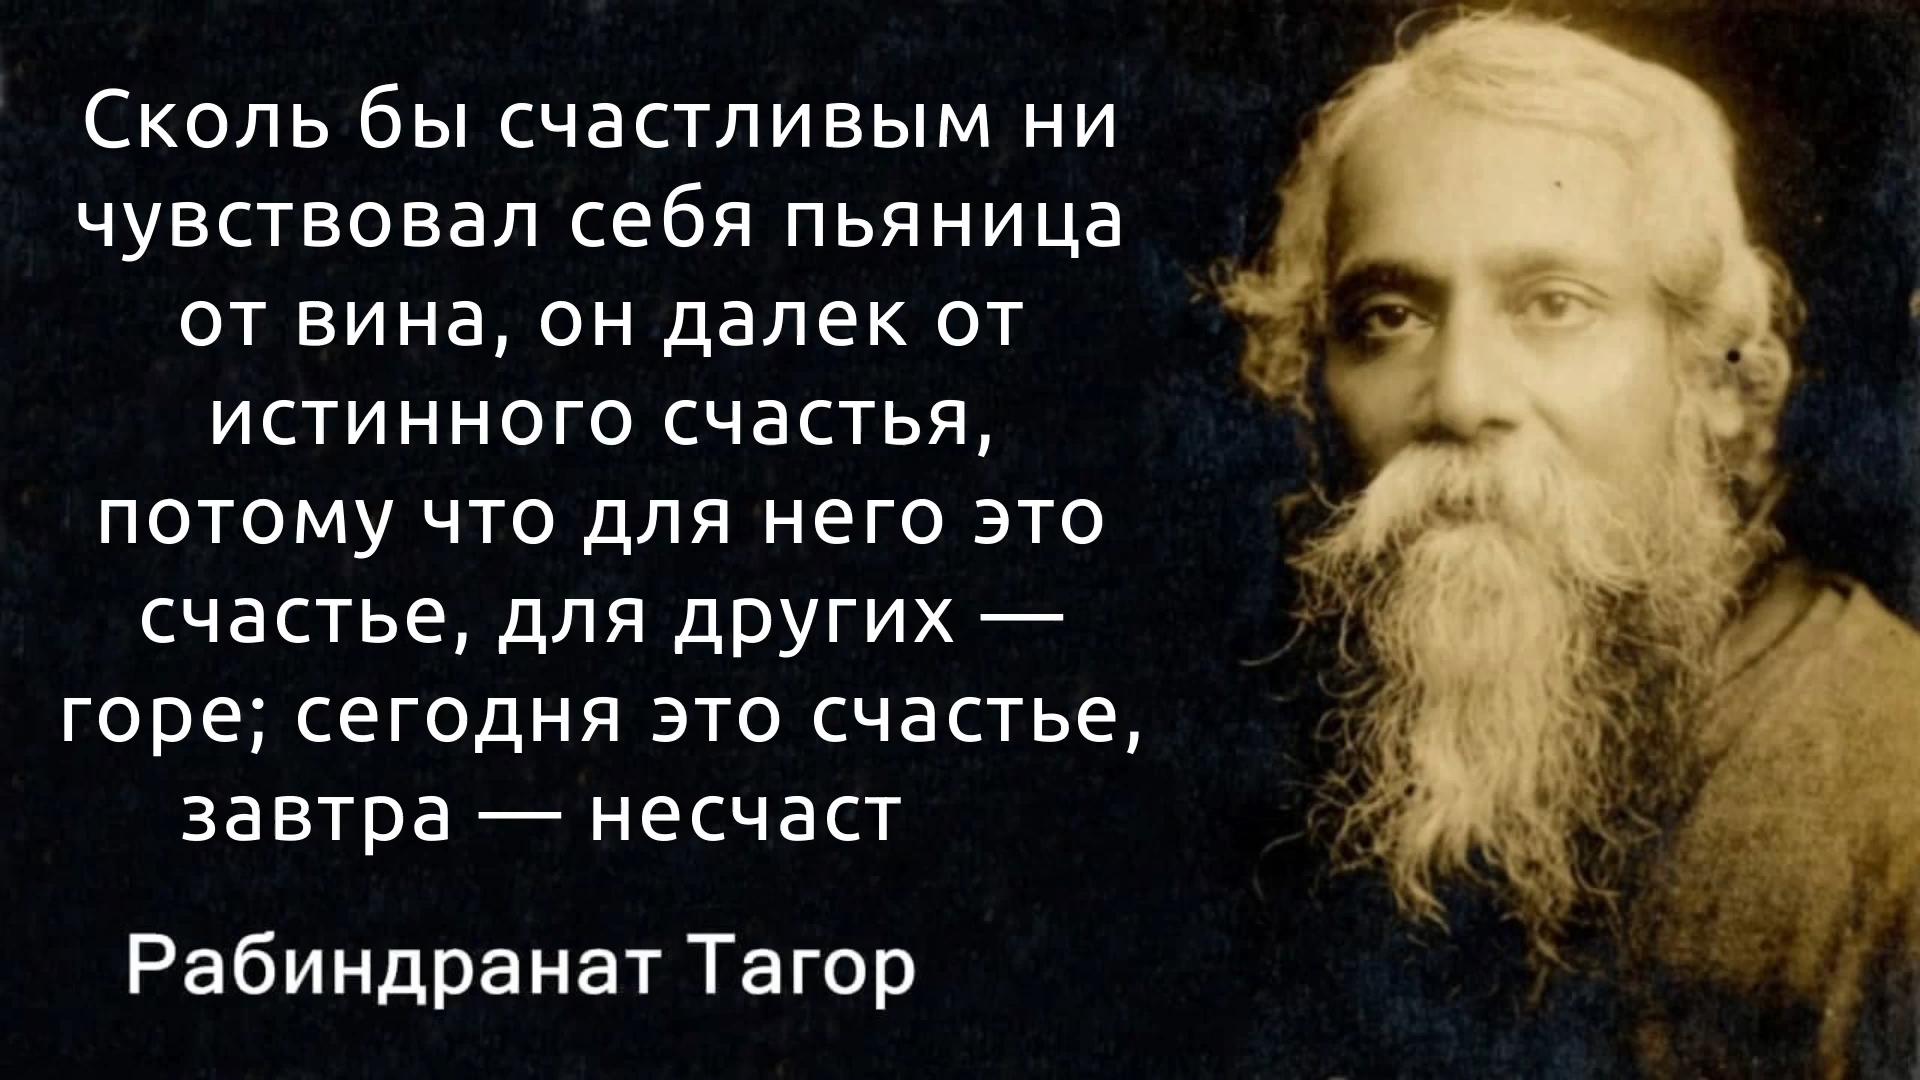 Сколь бы счастливым ни
чувствовал себя пьяница
от вина, он далек от
истинного счастья,
потому что для него это
счастье, для других —
горе; сегодня это счастье,
завтра — несчаст
Рабиндранат Тагор